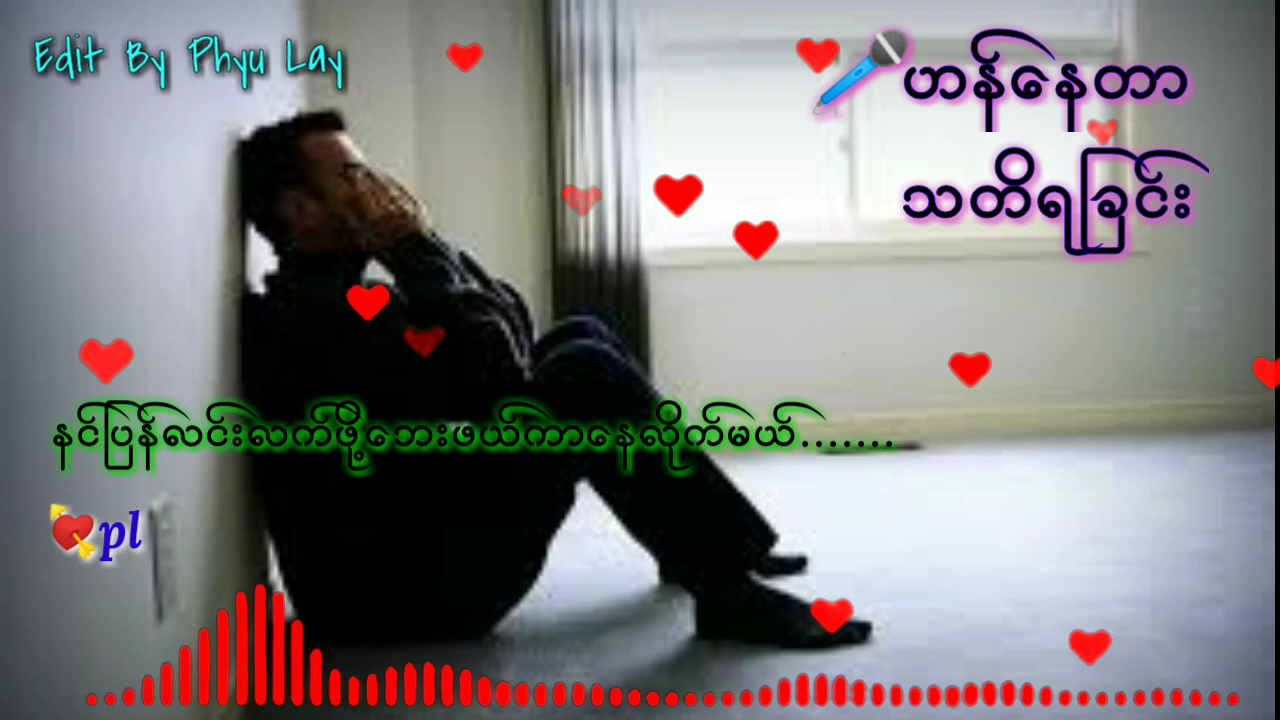 Edit By Phyu Lay
🎤ဟန်နေတာ
သတိရခြင်း
နင်ပြန်လင်းလက်ဖို့ဘေးဖယ်ကာနေလိုက်မယ်.......
💘pl